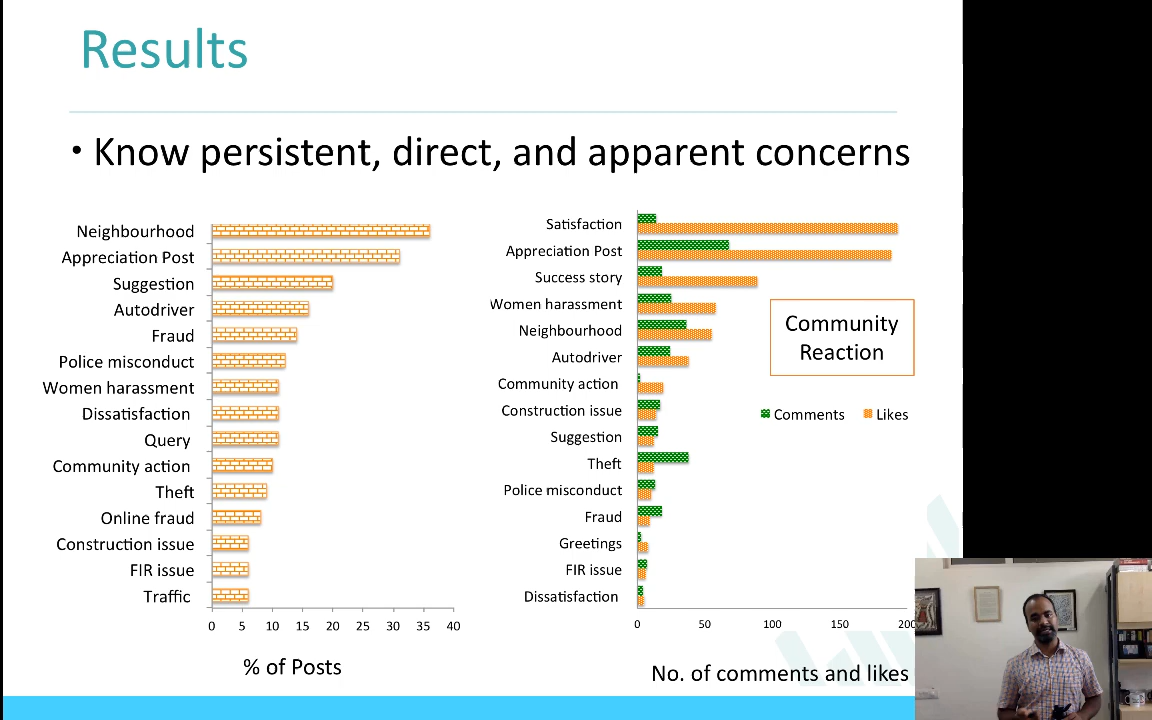 Results
• Know persistent, direct, and apparent concerns
Neighbourhood
Appreciation Post
Suggestion
Autodriver
Fraud
Police misconduct
Women harassment
Dissatisfaction
Query
Community action
Theft
Online fraud
Construction issue
FIR issue
Traffic
0 5 10 15 20 25 30 35 40
% of Posts
Satisfaction
Appreciation Post
Success story
Women harassment
Neighbourhood
Autodriver
Community action
Construction issue
Suggestion
Theft
Police misconduct
Fraud
Greetings
FIR issue
Dissatisfaction
0 50 100 150 200
No. of comments and likes
Community
Reaction
Comments Likes